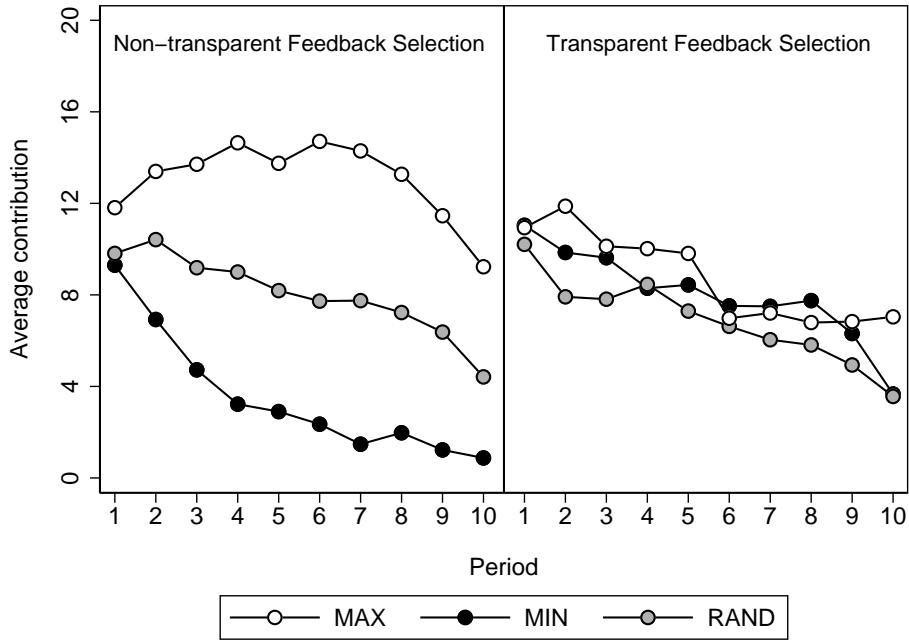 Non−transparent Feedback Selection
Transparent Feedback Selection
Average contribution
20
16
12
8
4
0
1 2 3 4 5 6 7 8 9 10
1 2 3 4 5 6 7 8 9 10
Period
MAX MIN RAND